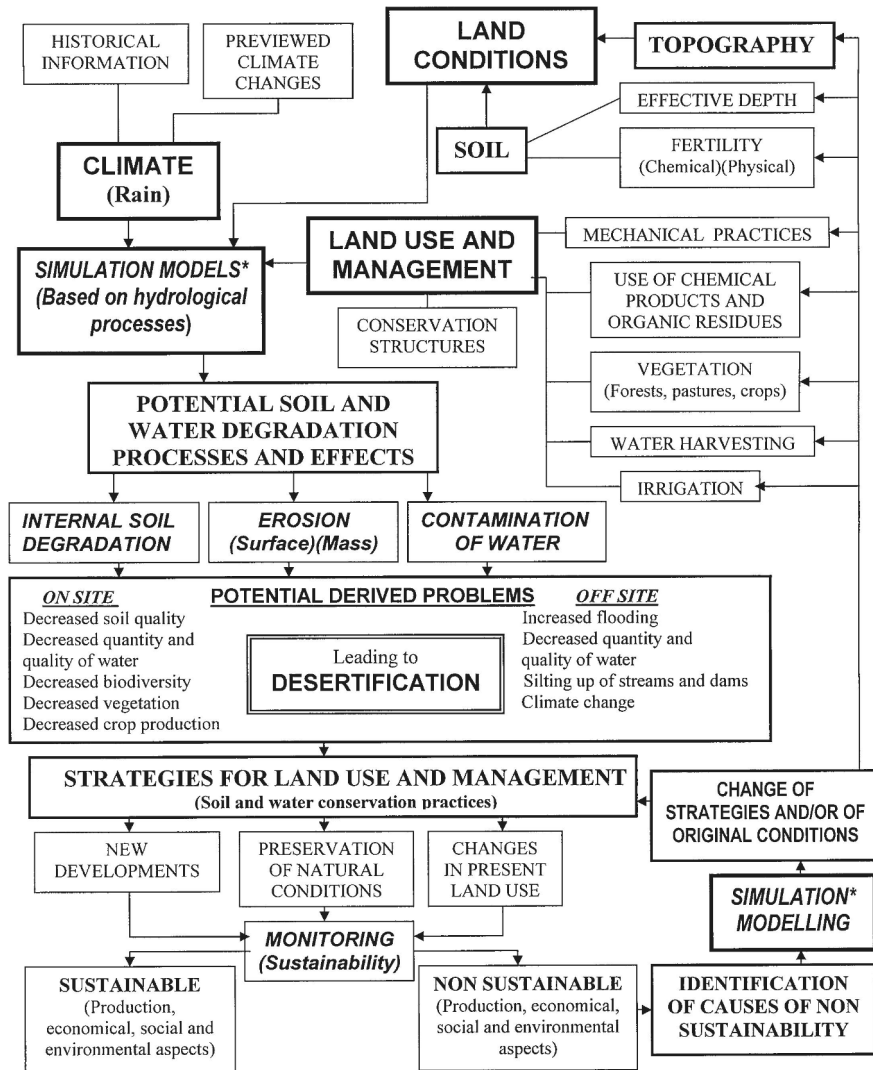 HISTORICAL
INFORMATION
PREVIEWED
CLIMATE
CHANGES
LAND
CONDITIONS
TOPOGRAPHY
EFFECTIVE DEPTH
SOIL
FERTILITY
(Chemical)(Physical)
CLIMATE
(Rain)
LAND USE AND
MANAGEMENT
MECHANICAL PRACTICES
SIMULATION MODELS*
(Based on hydrological
processes)
USE OF CHEMICAL
PRODUCTS AND
ORGANIC RESIDUES
CONSERVATION
STRUCTURES
VEGETATION
(Forests, pastures, crops)
POTENTIAL SOIL AND
WATER DEGRADATION
PROCESSES AND EFFECTS
WATER HARVESTING
IRRIGATION
INTERNAL SOIL
DEGRADATION
EROSION
(Surface)(Mass)
CONTAMINATION
OF WATER
POTENTIAL DERIVED PROBLEMS
ON SITE
Decreased soil quality
Decreased quantity and
quality of water
Decreased biodiversity
Decreased vegetation
Decreased crop production
Leading to
DESERTIFICATION
OFF SITE
Increased flooding
Decreased quantity and
quality of water
Silting up of streams and dams
Climate change
STRATEGIES FOR LAND USE AND MANAGEMENT
(Soil and water conservation practices)
CHANGE OF
STRATEGIES AND/OR OF
ORIGINAL CONDITIONS
NEW
DEVELOPMENTS
PRESERVATION
OF NATURAL
CONDITIONS
CHANGES
IN PRESENT
LAND USE
SIMULATION*
MODELLING
MONITORING
(Sustainability)
SUSTAINABLE
(Production,
economical, social and
environmental aspects)
NON SUSTAINABLE
(Production, economical,
social and environmental
aspects)
IDENTIFICATION
OF CAUSES OF NON
SUSTAINABILITY